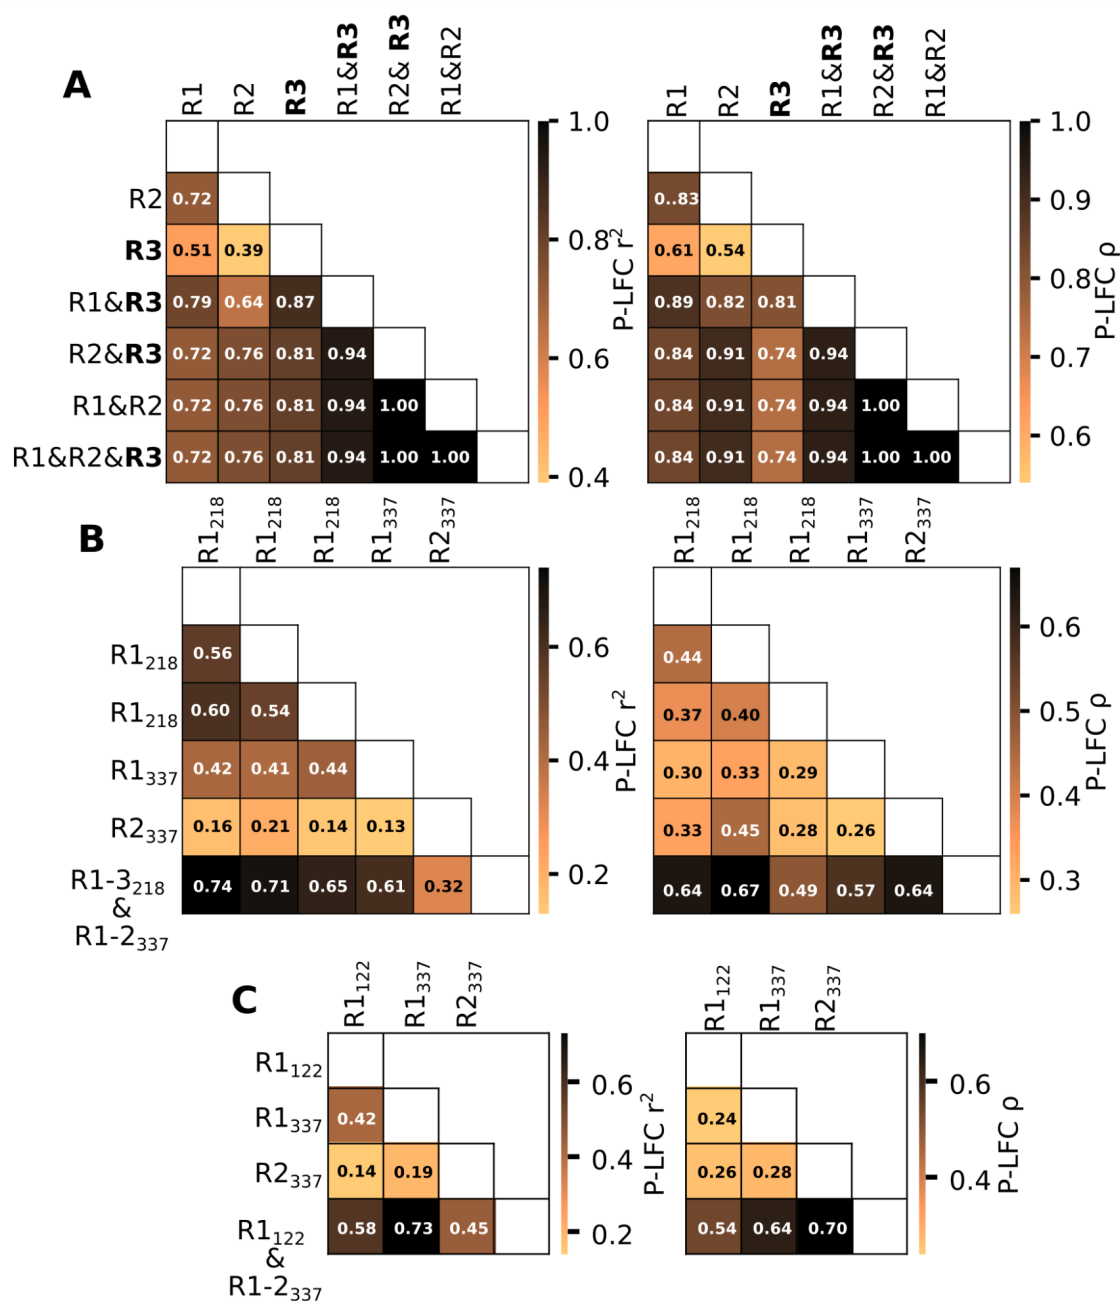 A
R1 R2 R3 R1&R3 R2& R3 R1&R2
R1 R2 R3 R1&R3 R2&R3 R1&R2
1.0
1.0
R2 0.72
0..83
0.9
R3 0.51 0.39
0.8
P-LFC r²
0.61 0.54
0.8
P-LFC ρ
R1&R3 0.79 0.64 0.87
0.89 0.82 0.81
R2&R3 0.72 0.76 0.81 0.94
0.6
0.84 0.91 0.74 0.94
0.7
R1&R2 0.72 0.76 0.81 0.94 1.00
0.84 0.91 0.74 0.94 1.00
0.6
R1&R2&R3 0.72 0.76 0.81 0.94 1.00 1.00
0.4
0.84 0.91 0.74 0.94 1.00 1.00
B
R1₂₁₈ R1₂₁₈ R1₂₁₈ R1₃₃₇ R2₃₃₇
R1₂₁₈ R1₂₁₈ R1₂₁₈ R1₃₃₇ R2₃₃₇
R1₂₁₈ 0.56
0.6
0.44
0.6
R1₂₁₈ 0.60 0.54
0.37 0.40
0.5
R1₃₃₇ 0.42 0.41 0.44
0.4
P-LFC r²
0.30 0.33 0.29
0.4
P-LFC ρ
R2₃₃₇ 0.16 0.21 0.14 0.13
0.33 0.45 0.28 0.26
R1-3₂₁₈
&
R1-2₃₃₇
0.74 0.71 0.65 0.61 0.32
0.2
0.64 0.67 0.49 0.57 0.64
0.3
C
R1₁₂₂ R1₃₃₇ R2₃₃₇
R1₁₂₂ R1₃₃₇ R2₃₃₇
R1₁₂₂
0.6
0.6
R1₃₃₇ 0.42
0.24
R2₃₃₇ 0.14 0.19
0.4
P-LFC r²
0.26 0.28
0.4
P-LFC ρ
R1₁₂₂
&
R1-2₃₃₇
0.58 0.73 0.45
0.2
0.54 0.64 0.70